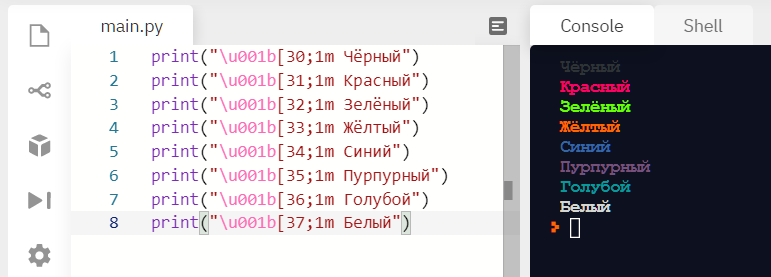 main.py
1 print("\u001b[30;1m Чёрный")
2 print("\u001b[31;1m Красный")
3 print("\u001b[32;1m Зелёный")
4 print("\u001b[33;1m Жёлтый")
5 print("\u001b[34;1m Синий")
6 print("\u001b[35;1m Пурпурный")
7 print("\u001b[36;1m Голубой")
8 print("\u001b[37;1m Белый")
Console Shell
Чёрный
Красный
Зелёный
Жёлтый
Синий
Пурпурный
Голубой
Белый